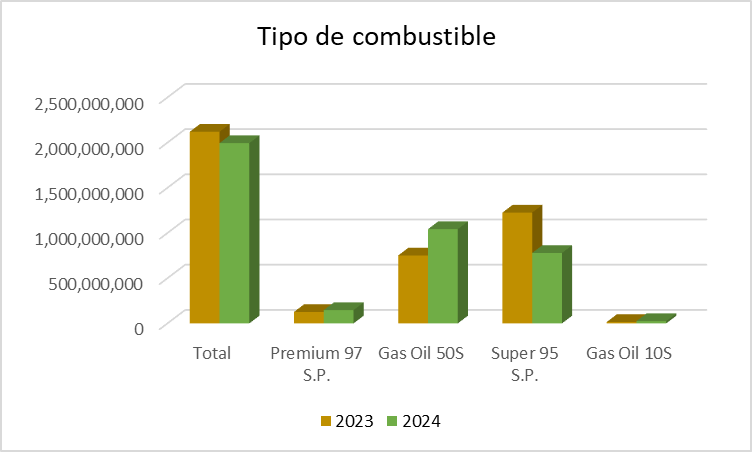 Tipo de combustible
2,500,000,000
2,000,000,000
1,500,000,000
1,000,000,000
500,000,000
0
Total
Premium 97
S.P.
Gas Oil 50S
Super 95
S.P.
Gas Oil 10S
2023
2024